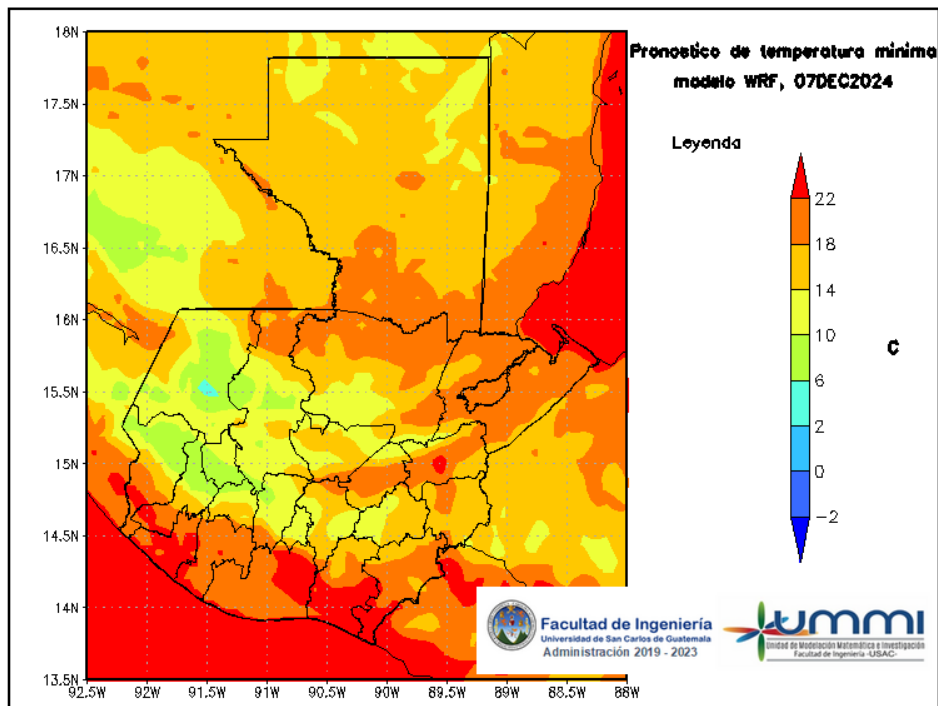 Pronostico de temperatura minima
modelo WRF, 07DEC2024
Leyenda
22
18
14
10
6
2
0
−2
C
18N
17.5N
17N
16.5N
16N
15.5N
15N
14.5N
14N
13.5N
92.5W 92W 91.5W 91W 90.5W 90W 89.5W 89W 88.5W 88W
Facultad de Ingeniería
Universidad de San Carlos de Guatemala
Administración 2019 - 2023
ummi
Unidad de Modelación Matemática e Investigación
Facultad de Ingeniería -USAC-